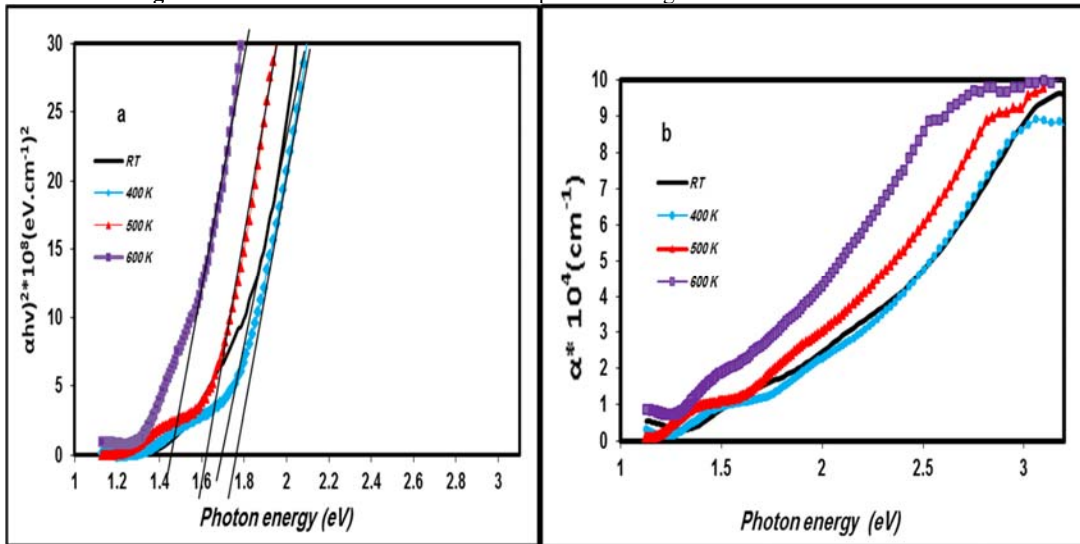 a
RT
400 K
500 K
600 K
αhv)²*10⁸(eV.cm⁻¹)²
30
25
20
15
10
5
0
1 1.2 1.4 1.6 1.8 2 2.2 2.4 2.6 2.8 3
Photon energy (eV)
b
RT
400 K
500 K
600 K
α* 10⁴(cm⁻¹)
10
9
8
7
6
5
4
3
2
1
0
1 1.5 2 2.5 3
Photon energy (eV)